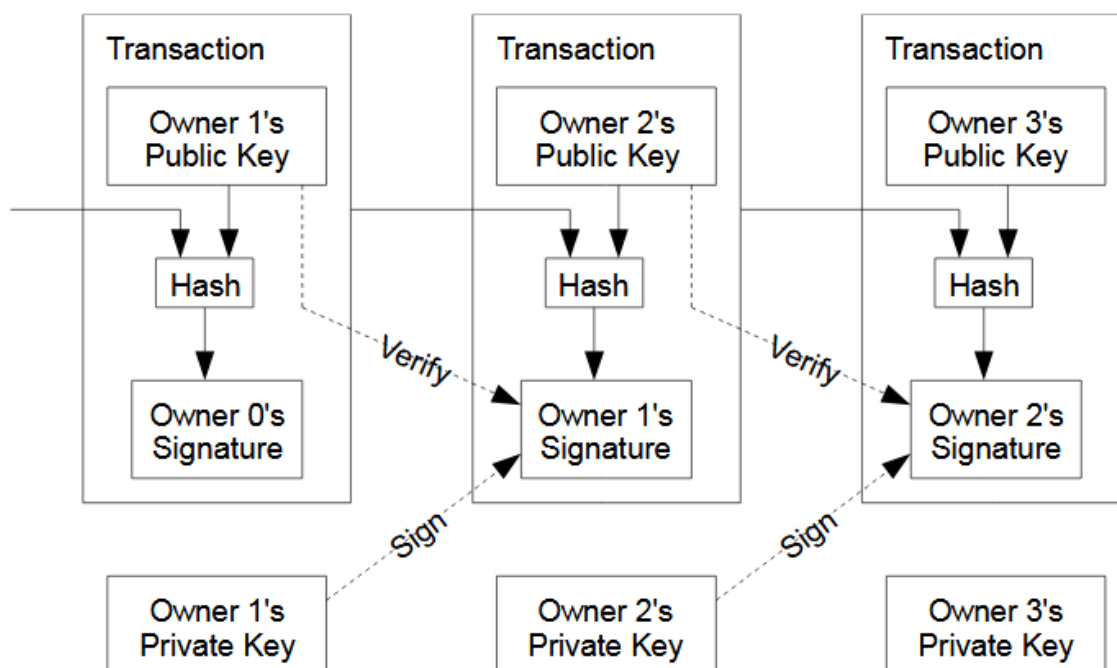 Transaction
Owner 1's
Public Key
Hash
Verify
Owner 0's
Signature
Sign
Owner 1's
Private Key
Transaction
Owner 2's
Public Key
Hash
Verify
Owner 1's
Signature
Sign
Owner 2's
Private Key
Transaction
Owner 3's
Public Key
Hash
Owner 2's
Signature
Owner 3's
Private Key